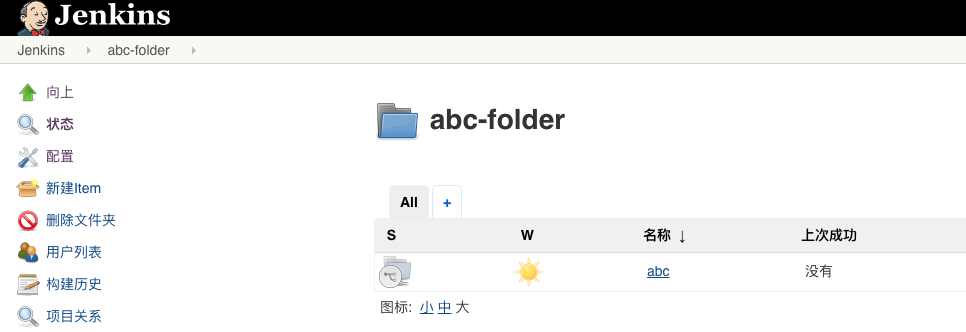 Jenkins
Jenkins abc-folder
向上
状态
配置
新建Item
删除文件夹
用户列表
构建历史
项目关系
abc-folder
All +
S W 名称 ↓ 上次成功
abc 没有
图标: 小 中 大